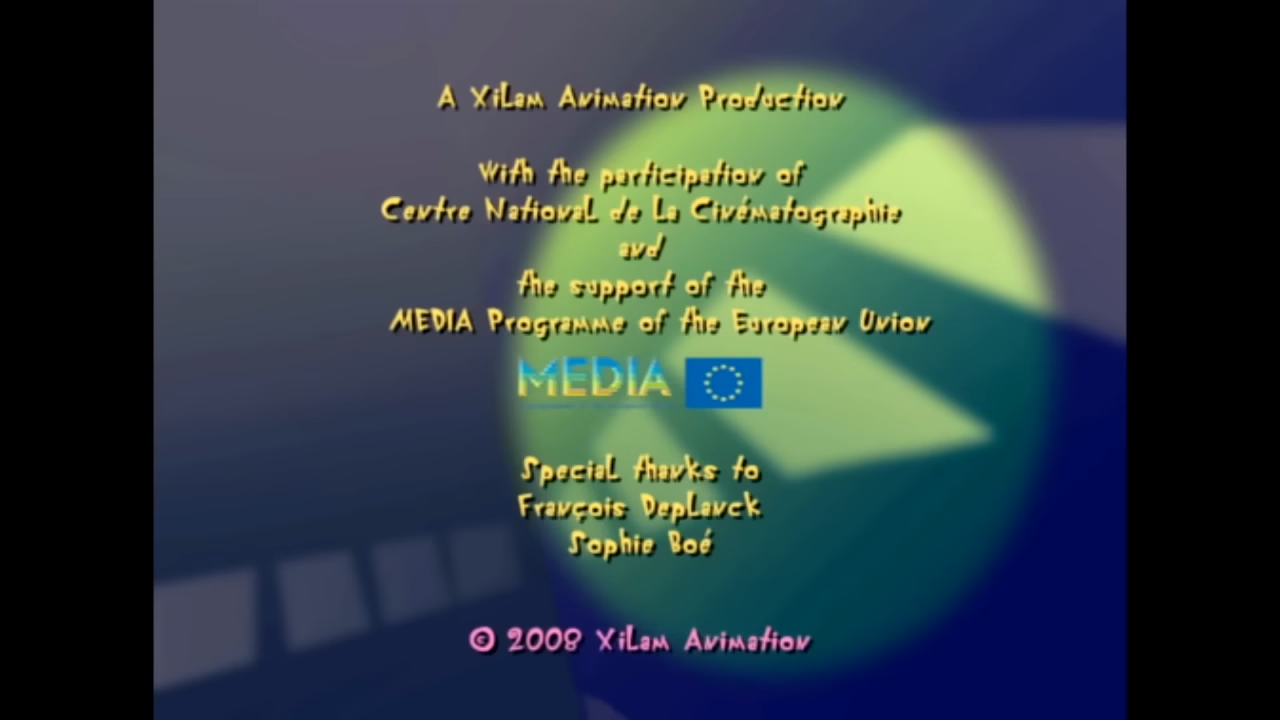 A Xilam Animation Production
With the participation of
Centre National de la Cinématographie
and
the support of the
MEDIA Programme of the European Union
MEDIA
Special thanks to
François Deplanck
Sophie Boé
© 2008 Xilam Animation